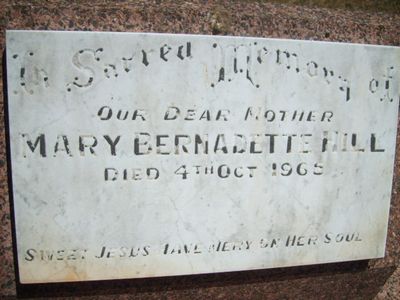 In Sacred Memory of
OUR DEAR MOTHER
MARY BERNADETTE HILL
DIED 4TH OCT 1965
SWEET JESUS HAVE MERY ON HER SOUL